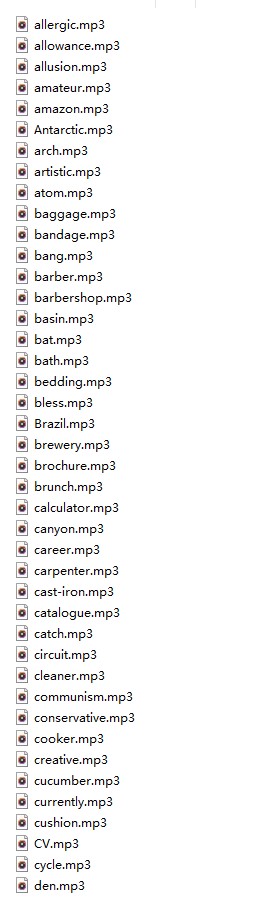 allergic.mp3
allowance.mp3
allusion.mp3
amateur.mp3
amazon.mp3
Antarctic.mp3
arch.mp3
artistic.mp3
atom.mp3
baggage.mp3
bandage.mp3
bang.mp3
barber.mp3
barbershop.mp3
basin.mp3
bat.mp3
bath.mp3
bedding.mp3
bless.mp3
Brazil.mp3
brewery.mp3
brochure.mp3
brunch.mp3
calculator.mp3
canyon.mp3
career.mp3
carpenter.mp3
cast-iron.mp3
catalogue.mp3
catch.mp3
circuit.mp3
cleaner.mp3
communism.mp3
conservative.mp3
cooker.mp3
creative.mp3
cucumber.mp3
currently.mp3
cushion.mp3
CV.mp3
cycle.mp3
den.mp3